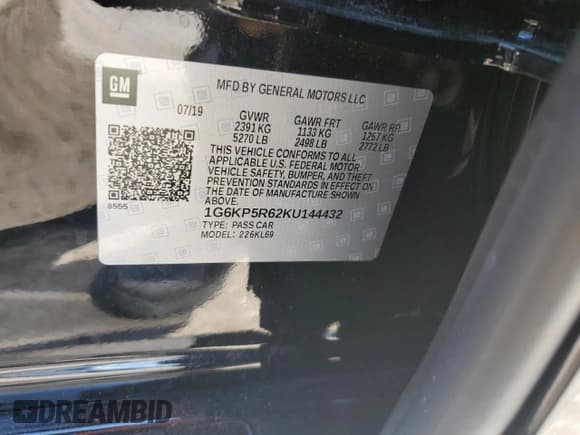 GM
MFD BY GENERAL MOTORS LLC
07/19 GVWR GAWR FRT GAWR RR
2391 KG 1133 KG 1257 KG
5270 LB 2498 LB 2772 LB
THIS VEHICLE CONFORMS TO ALL
APPLICABLE U.S. FEDERAL MOTOR
VEHICLE SAFETY, BUMPER, AND THEFT
PREVENTION STANDARDS IN EFFECT ON
THE DATE OF MANUFACTURE SHOWN
ABOVE.
8555
1G6KP5R62KU144432
TYPE: PASS CAR
MODEL: 226KL69
DREAMBID